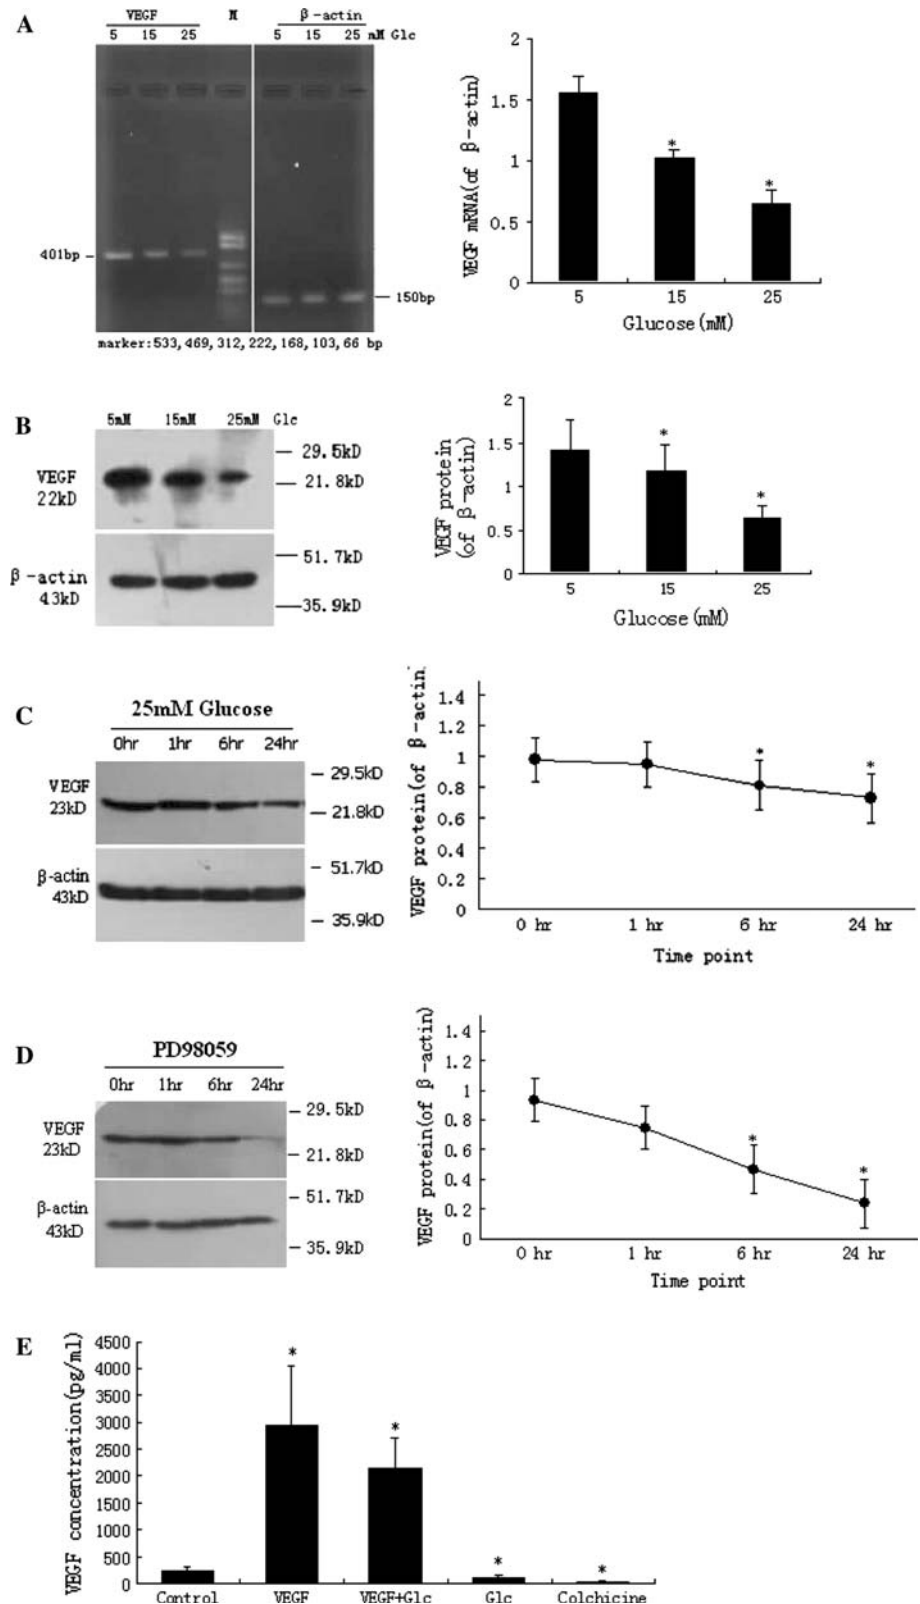 A
VEGF M β-actin
5 15 25 5 15 25 mM Glc
401bp
150bp
marker:533,469,312,222,168,103,66 bp
VEGF mRNA(of β-actin)
2
1.5
1
0.5
0
5 15 25
Glucose(mM)
B
5mM 15mM 25mM Glc
VEGF
22kD
29.5kD
21.8kD
β-actin
43kD
51.7kD
35.9kD
VEGF protein
(of β-actin)
2
1.5
1
0.5
0
* *
5 15 25
Glucose(mM)
C
25mM Glucose
0hr 1hr 6hr 24hr
VEGF
23kD
29.5kD
21.8kD
β-actin
43kD
51.7kD
35.9kD
VEGF protein(of β-actin)
1.4
1.2
1
0.8
0.6
0.4
0.2
0
* *
0 hr 1 hr 6 hr 24 hr
Time point
D
PD98059
0hr 1hr 6hr 24hr
VEGF
23kD
29.5kD
21.8kD
β-actin
43kD
51.7kD
35.9kD
VEGF protein(of β-actin)
1.4
1.2
1
0.8
0.6
0.4
0.2
0
* *
0 hr 1 hr 6 hr 24 hr
Time point
E
VEGF concentration(pg/ml)
4500
4000
3500
3000
2500
2000
1500
1000
500
0
* * * *
Control VEGF VEGF+Glc Glc Colchicine